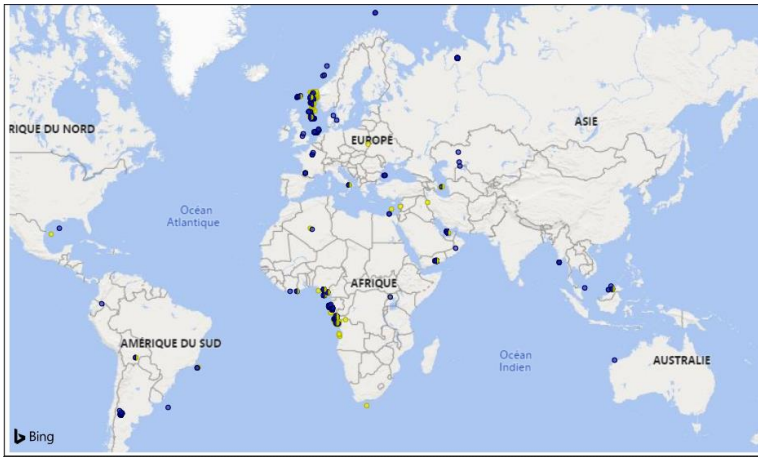 ASIE
RIQUE DU NORD
EUROPE
Océan
Atlantique
AFRIQUE
AMÉRIQUE DU SUD
Océan
Indien
AUSTRALIE
Bing